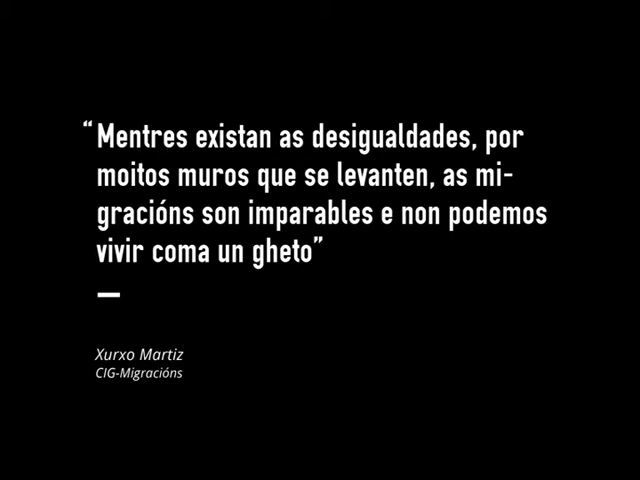 “Mentres existan as desigualdades, por
moitos muros que se levanten, as mi-
gracións son imparables e non podemos
vivir coma un gheto”
Xurxo Martiz
CIG-Migracións